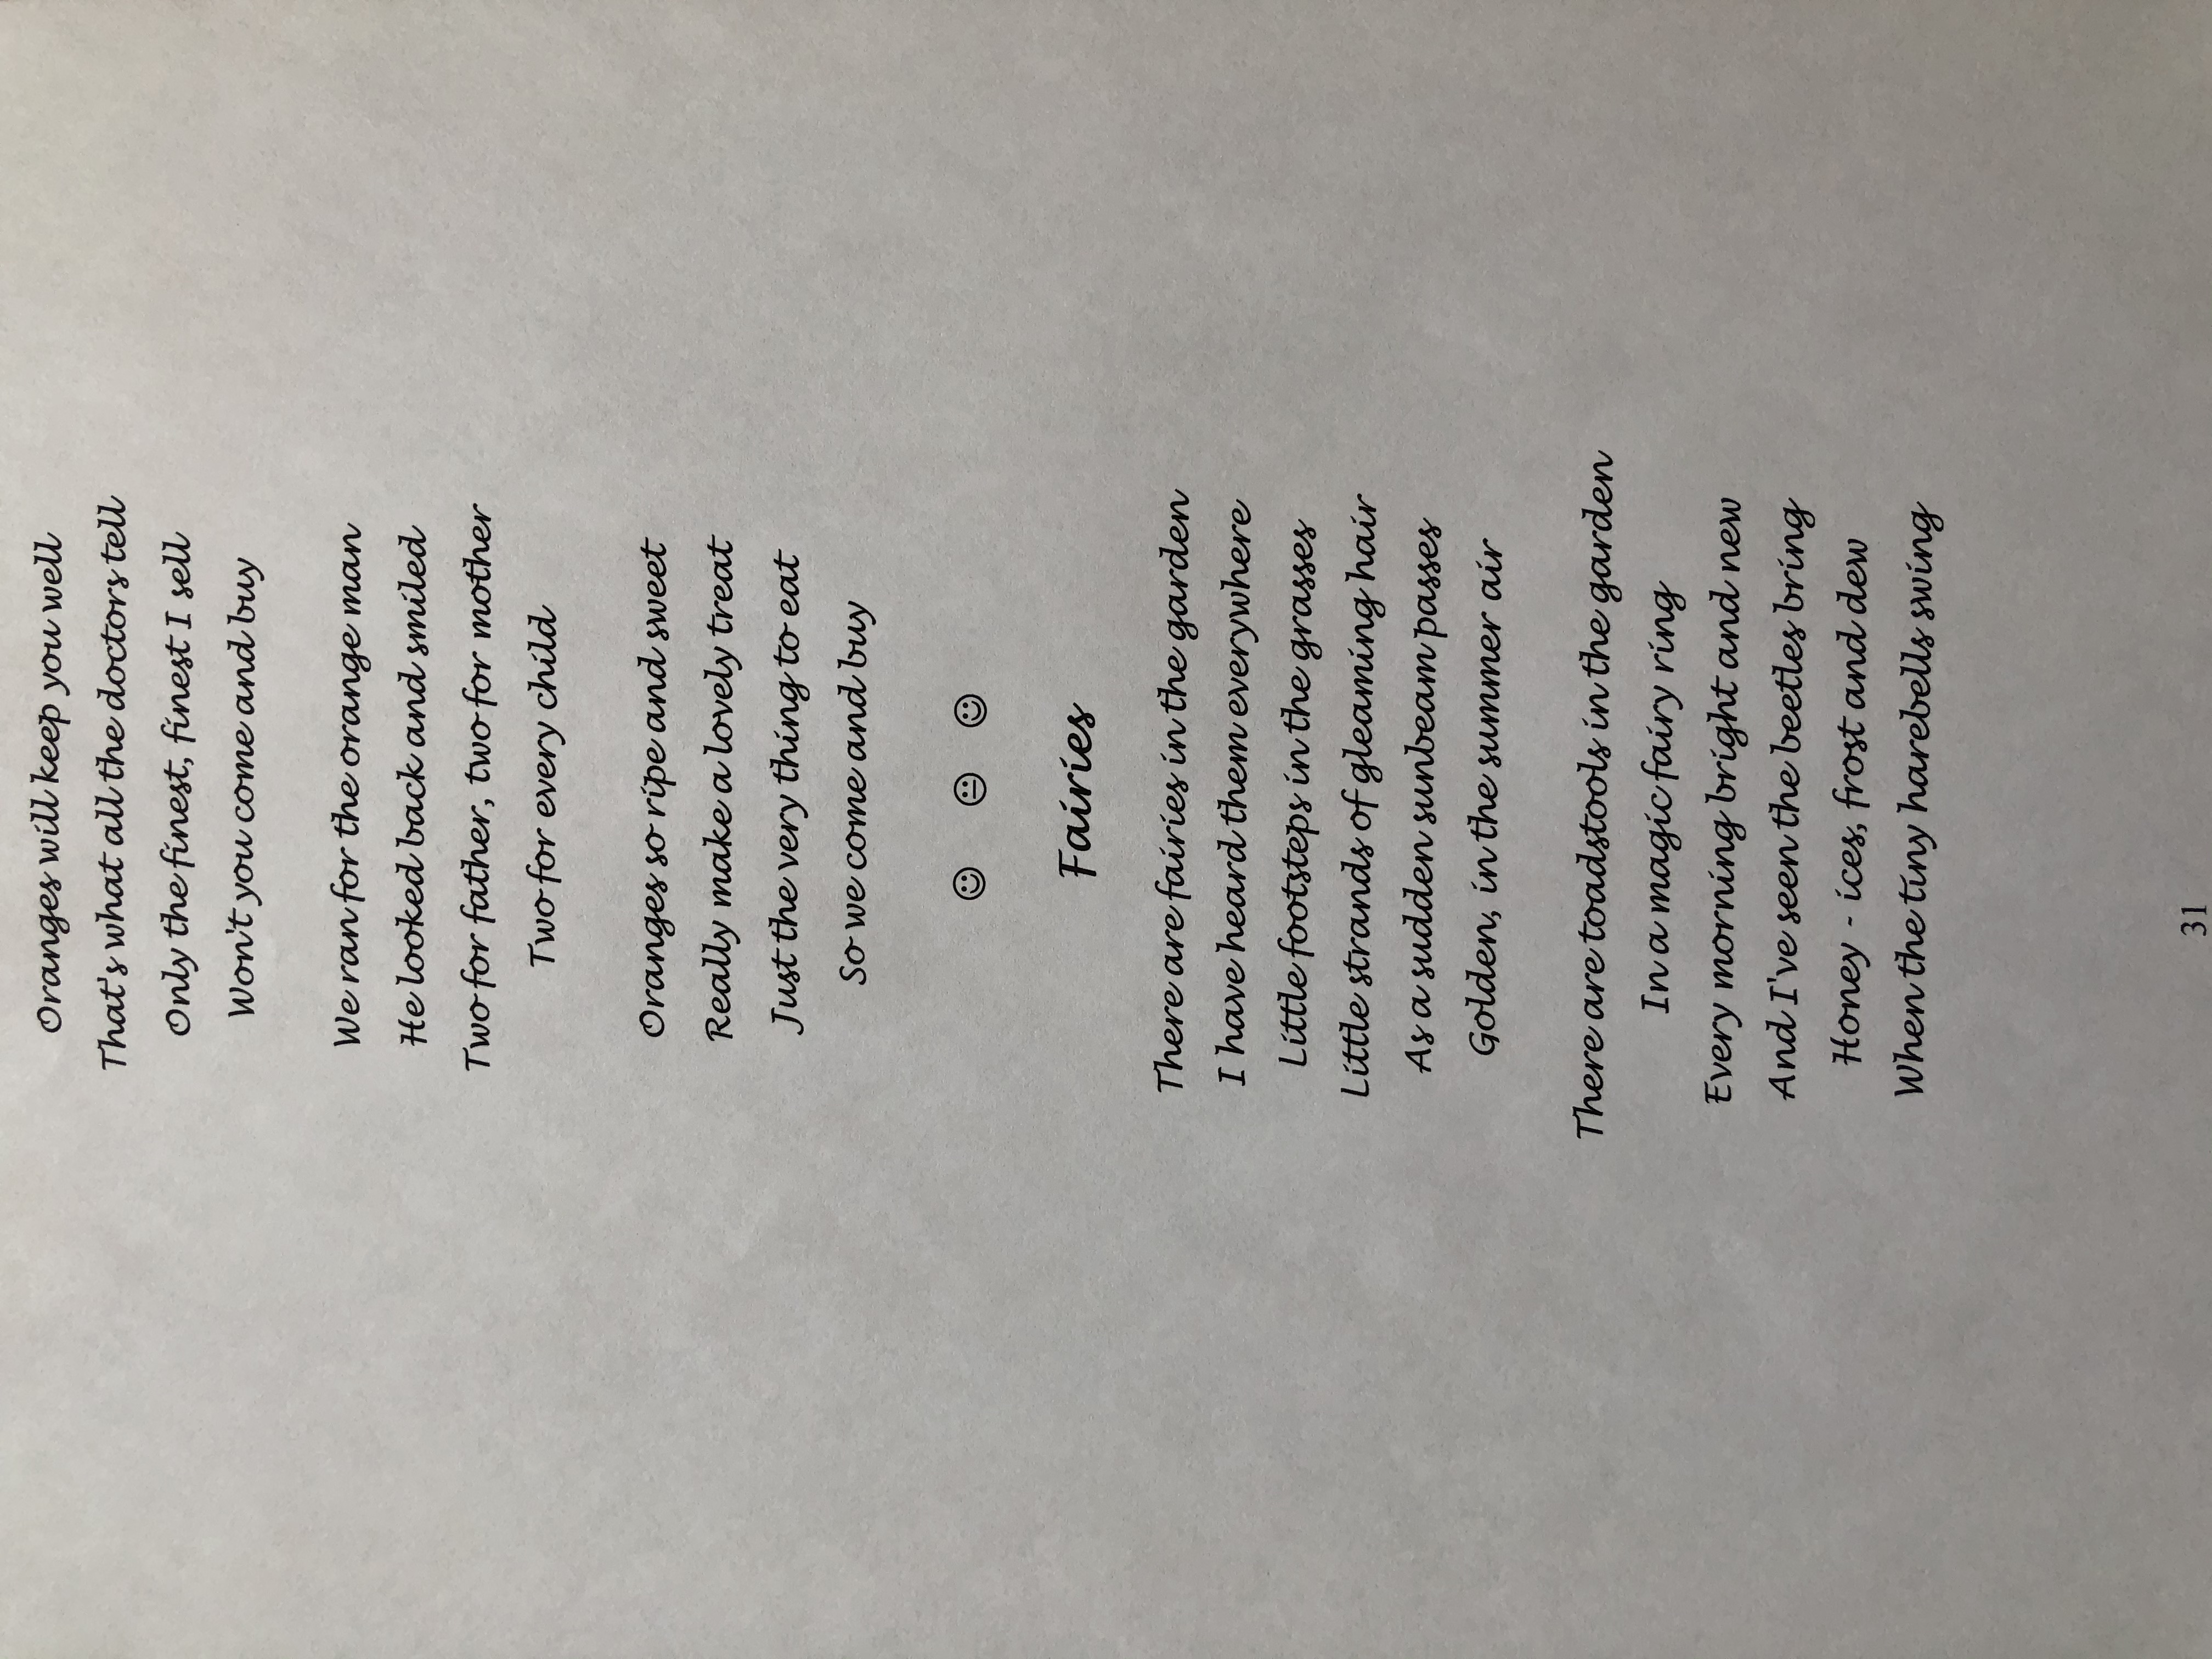 Oranges will keep you well
That's what all the doctors tell
Only the finest, finest I sell
Won't you come and buy
We ran for the orange man
He looked back and smiled
Two for father, two for mother
Two for every child
Oranges so ripe and sweet
Really make a lovely treat
Just the very thing to eat
So we come and buy
☺ 😐 ☺
Fairies
There are fairies in the garden
I have heard them everywhere
Little footsteps in the grasses
Little strands of gleaming hair
As a sudden sunbeam passes
Golden, in the summer air
There are toadstools in the garden
In a magic fairy ring
Every morning bright and new
And I've seen the beetles bring
Honey - ices, frost and dew
When the tiny harebells swing
31